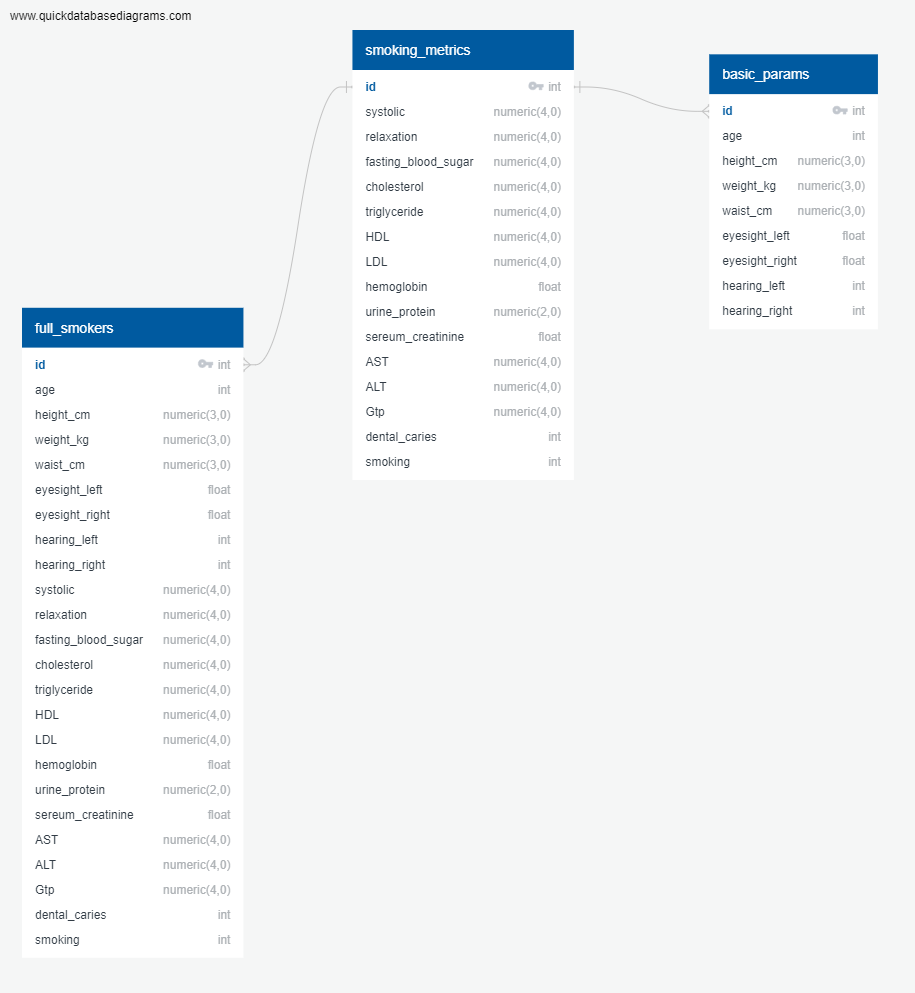 www.quickdatabasediagrams.com
smoking_metrics
id int
systolic numeric(4,0)
relaxation numeric(4,0)
fasting_blood_sugar numeric(4,0)
cholesterol numeric(4,0)
triglyceride numeric(4,0)
HDL numeric(4,0)
LDL numeric(4,0)
hemoglobin float
urine_protein numeric(2,0)
sereum_creatinine float
AST numeric(4,0)
ALT numeric(4,0)
Gtp numeric(4,0)
dental_caries int
smoking int
basic_params
id int
age int
height_cm numeric(3,0)
weight_kg numeric(3,0)
waist_cm numeric(3,0)
eyesight_left float
eyesight_right float
hearing_left int
hearing_right int
full_smokers
id int
age int
height_cm numeric(3,0)
weight_kg numeric(3,0)
waist_cm numeric(3,0)
eyesight_left float
eyesight_right float
hearing_left int
hearing_right int
systolic numeric(4,0)
relaxation numeric(4,0)
fasting_blood_sugar numeric(4,0)
cholesterol numeric(4,0)
triglyceride numeric(4,0)
HDL numeric(4,0)
LDL numeric(4,0)
hemoglobin float
urine_protein numeric(2,0)
sereum_creatinine float
AST numeric(4,0)
ALT numeric(4,0)
Gtp numeric(4,0)
dental_caries int
smoking int